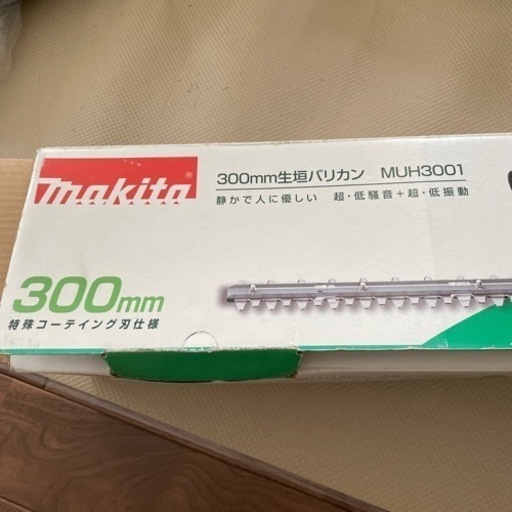 makita
300mm生垣バリカン MUH3001
静かで人に優しい 超・低騒音+超・低振動
300mm
特殊コーティング刃仕様